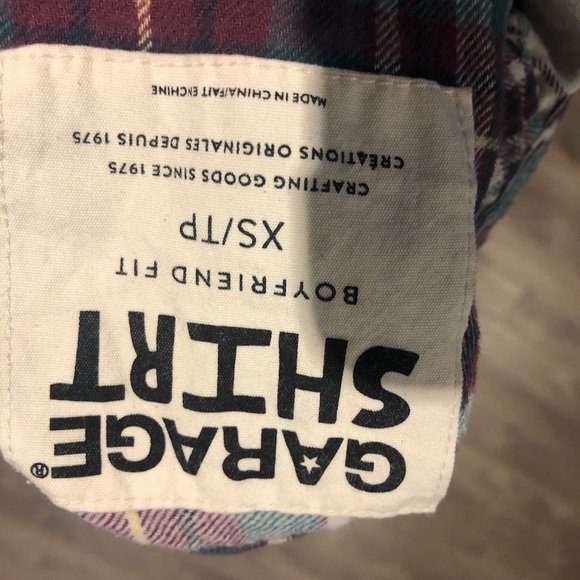 GARAGE®
SHIRT
BOYFRIEND FIT
XS/TP
CRAFTING GOODS SINCE 1975
CRÉATIONS ORIGINALES DEPUIS 1975
MADE IN CHINA/FAIT EN CHINE